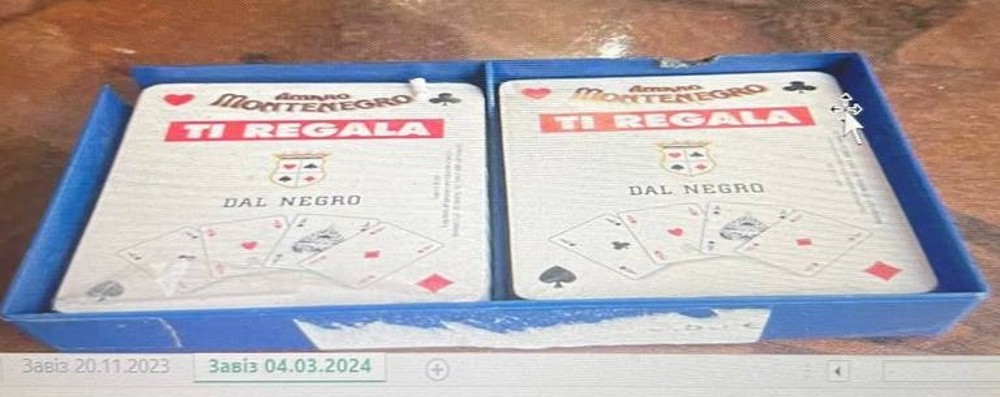 Amaro
MONTENEGRO
TI REGALA
DAL NEGRO
Amaro
MONTENEGRO
TI REGALA
DAL NEGRO
Завіз 20.11.2023
Завіз 04.03.2024